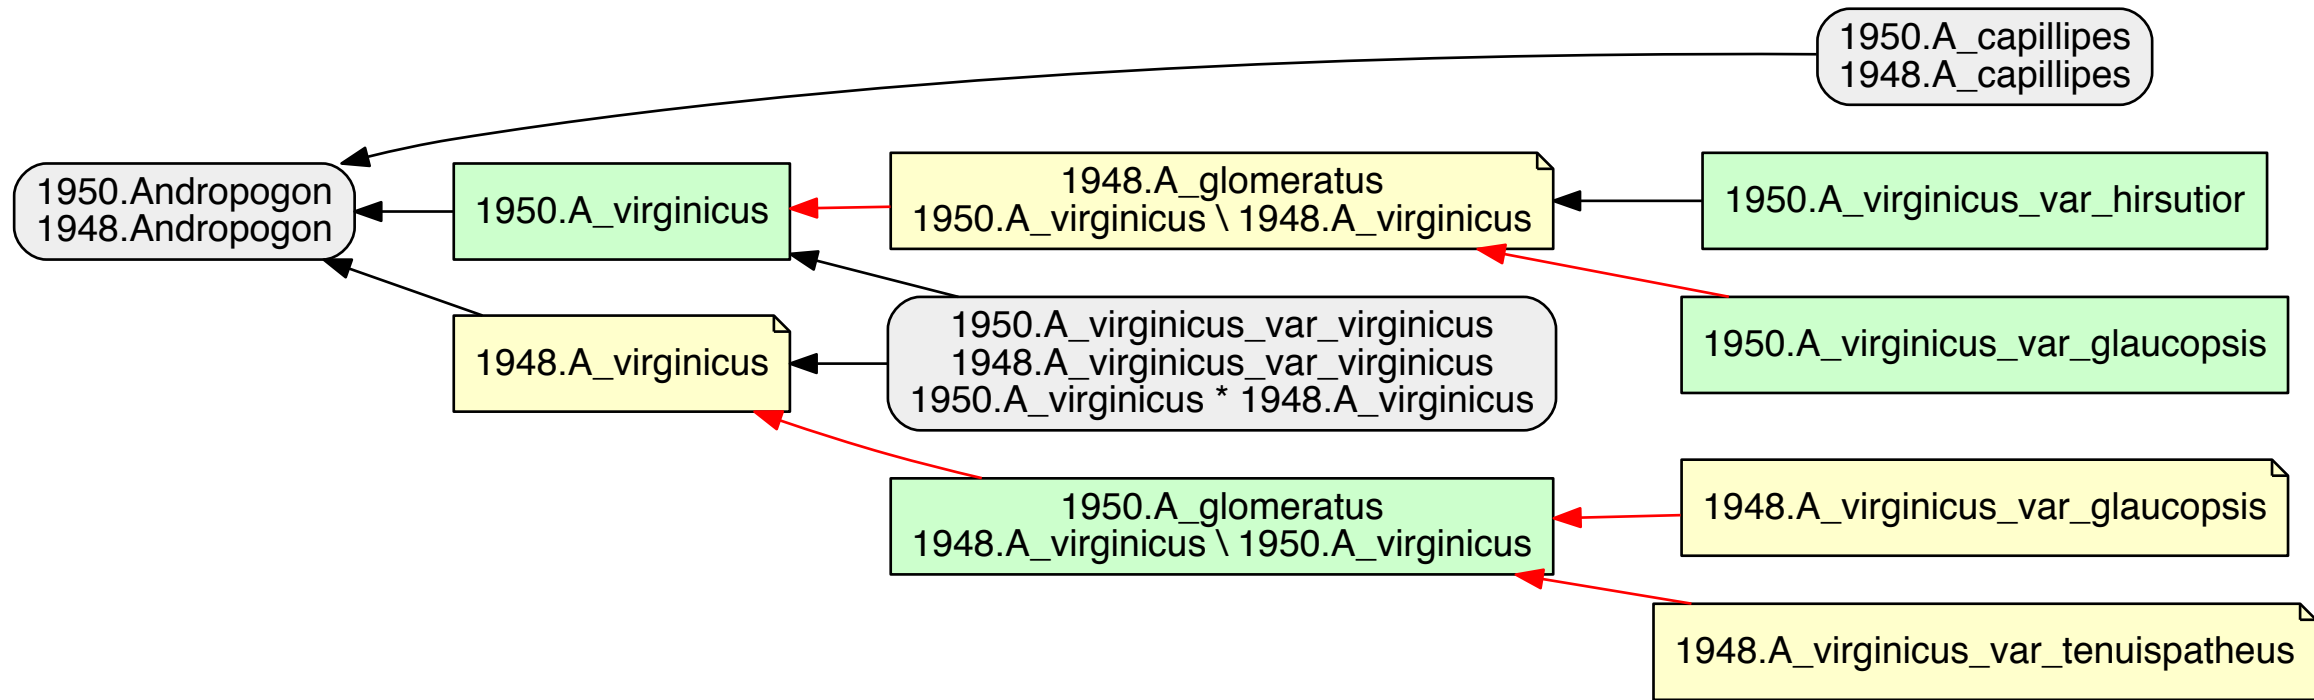 1950.A_capillipes
1948.A_capillipes
1950.Andropogon
1948.Andropogon
1950.A_virginicus
1948.A_glomeratus
1950.A_virginicus \ 1948.A_virginicus
1950.A_virginicus_var_hirsutior
1948.A_virginicus
1950.A_virginicus_var_virginicus
1948.A_virginicus_var_virginicus
1950.A_virginicus * 1948.A_virginicus
1950.A_virginicus_var_glaucopsis
1950.A_glomeratus
1948.A_virginicus \ 1950.A_virginicus
1948.A_virginicus_var_glaucopsis
1948.A_virginicus_var_tenuispatheus